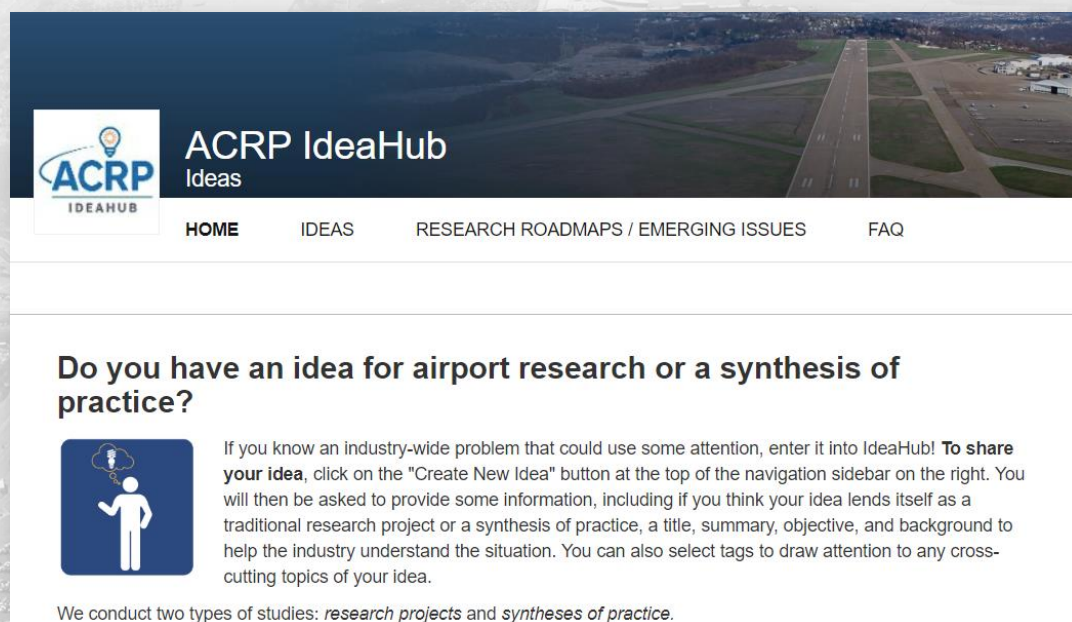 ACRP
IDEAHUB
ACRP IdeaHub
Ideas
HOME IDEAS RESEARCH ROADMAPS / EMERGING ISSUES FAQ
Do you have an idea for airport research or a synthesis of
practice?
If you know an industry-wide problem that could use some attention, enter it into IdeaHub! To share
your idea, click on the "Create New Idea" button at the top of the navigation sidebar on the right. You
will then be asked to provide some information, including if you think your idea lends itself as a
traditional research project or a synthesis of practice, a title, summary, objective, and background to
help the industry understand the situation. You can also select tags to draw attention to any cross-
cutting topics of your idea.
We conduct two types of studies: research projects and syntheses of practice.